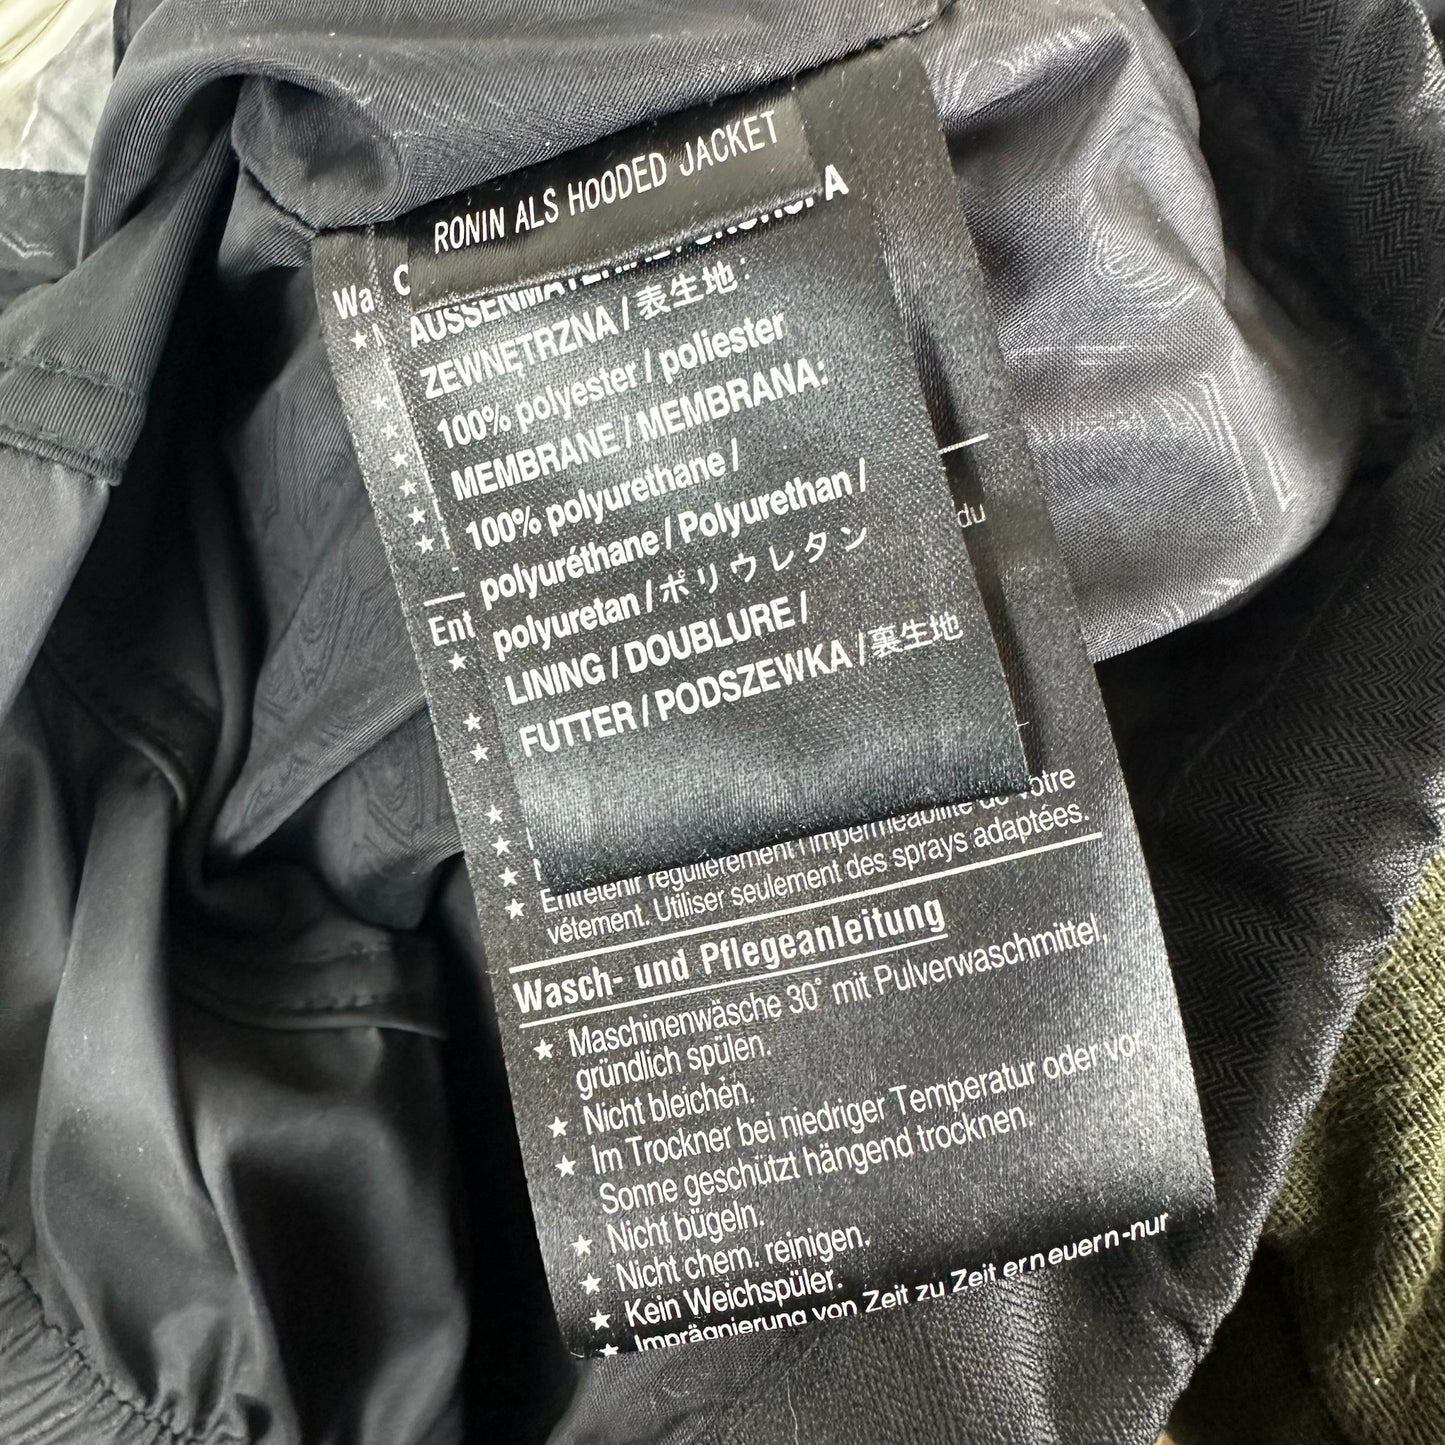 RONIN ALS HOODED JACKET
A
AUSSENMATERIAL /
ZEWNĘTRZNA / 表生地 :
100% polyester / poliester
MEMBRANE / MEMBRANA:
100% polyurethane /
polyuréthane / Polyurethan /
polyuretan / ポリウレタン
LINING / DOUBLURE /
FUTTER / PODSZEWKA / 裏生地
Wa
du
Ent
Entretenir régulièrement l'imperméabilité de votre
vêtement. Utiliser seulement des sprays adaptées.
Wasch- und Pflegeanleitung
★ Maschinenwäsche 30° mit Pulverwaschmittel,
gründlich spülen.
★ Nicht bleichen.
★ Im Trockner bei niedriger Temperatur oder vor
Sonne geschützt hängend trocknen.
★ Nicht bügeln.
★ Nicht chem. reinigen.
★ Kein Weichspüler.
★ Imprägnierung von Zeit zu Zeit erneuern-nur